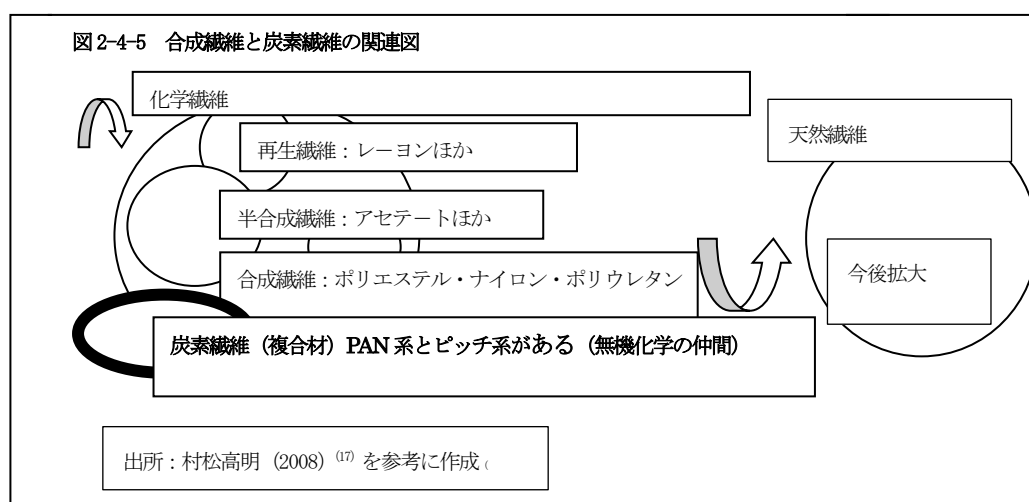 図2-4-5 合成繊維と炭素繊維の関連図
化学繊維
天然繊維
再生繊維：レーヨンほか
半合成繊維：アセテートほか
合成繊維：ポリエステル・ナイロン・ポリウレタン
今後拡大
炭素繊維（複合材）PAN系とピッチ系がある（無機化学の仲間）
出所：村松高明（2008）(17) を参考に作成（